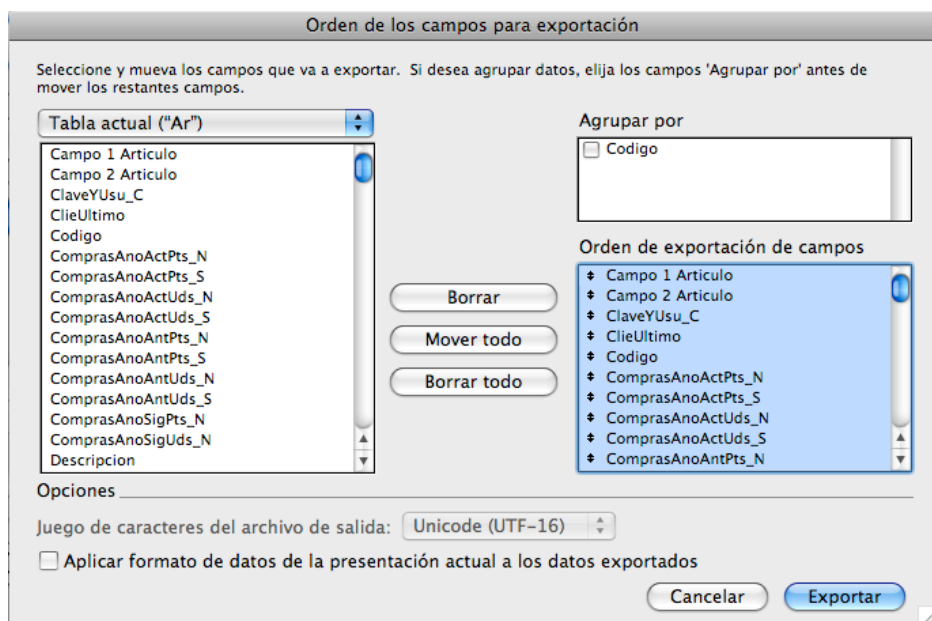 Orden de los campos para exportación
Seleccione y mueva los campos que va a exportar. Si desea agrupar datos, elija los campos 'Agrupar por' antes de
mover los restantes campos.
Tabla actual ("Ar")
Campo 1 Articulo
Campo 2 Articulo
ClaveYUsu_C
ClieUltimo
Codigo
ComprasAnoActPts_N
ComprasAnoActPts_S
ComprasAnoActUds_N
ComprasAnoActUds_S
ComprasAnoAntPts_N
ComprasAnoAntPts_S
ComprasAnoAntUds_N
ComprasAnoAntUds_S
ComprasAnoSigPts_N
ComprasAnoSigUds_N
Descripcion
Borrar
Mover todo
Borrar todo
Agrupar por
Codigo
Orden de exportación de campos
Campo 1 Articulo
Campo 2 Articulo
ClaveYUsu_C
ClieUltimo
Codigo
ComprasAnoActPts_N
ComprasAnoActPts_S
ComprasAnoActUds_N
ComprasAnoActUds_S
ComprasAnoAntPts_N
Opciones
Juego de caracteres del archivo de salida: Unicode (UTF-16)
Aplicar formato de datos de la presentación actual a los datos exportados
Cancelar
Exportar